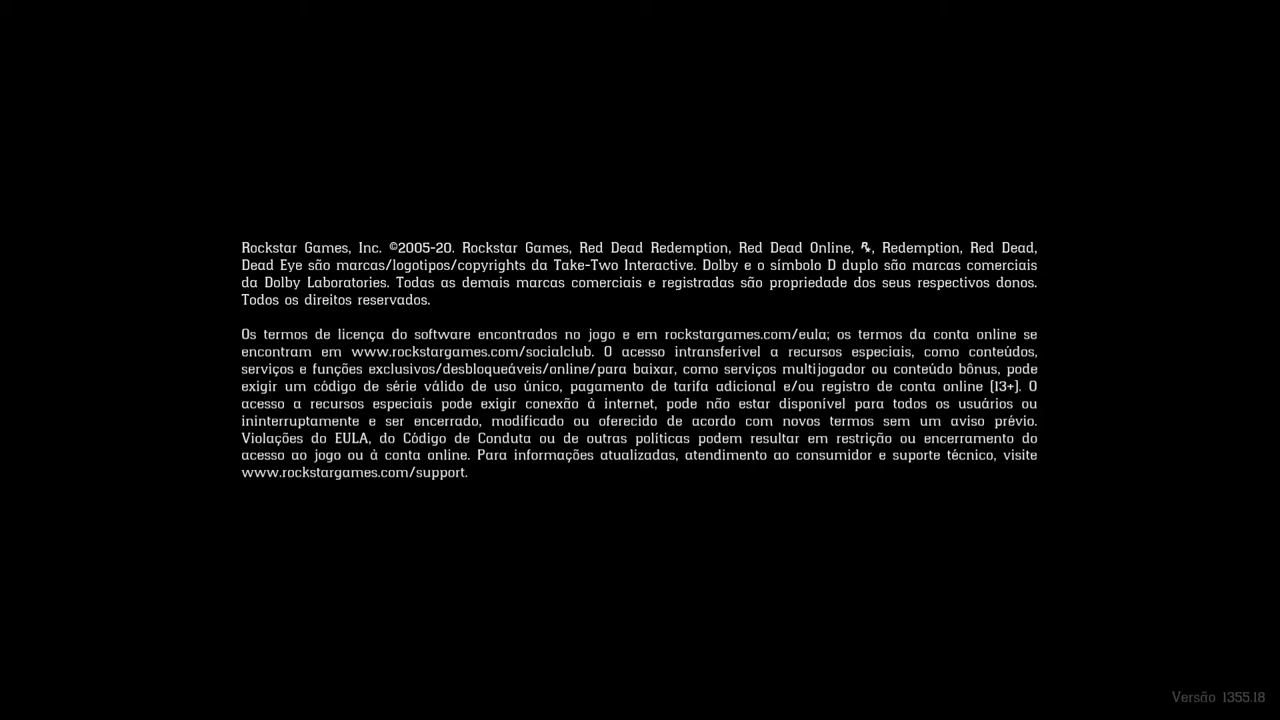 Rockstar Games, Inc. ©2005-20. Rockstar Games, Red Dead Redemption, Red Dead Online, R*, Redemption, Red Dead,
Dead Eye são marcas/logotipos/copyrights da Take-Two Interactive. Dolby e o símbolo D duplo são marcas comerciais
da Dolby Laboratories. Todas as demais marcas comerciais e registradas são propriedade dos seus respectivos donos.
Todos os direitos reservados.
Os termos de licença do software encontrados no jogo e em rockstargames.com/eula; os termos da conta online se
encontram em www.rockstargames.com/socialclub. O acesso intransferível a recursos especiais, como conteúdos,
serviços e funções exclusivos/desbloqueáveis/online/para baixar, como serviços multijogador ou conteúdo bônus, pode
exigir um código de série válido de uso único, pagamento de tarifa adicional e/ou registro de conta online (13+). O
acesso a recursos especiais pode exigir conexão à internet, pode não estar disponível para todos os usuários ou
ininterruptamente e ser encerrado, modificado ou oferecido de acordo com novos termos sem um aviso prévio.
Violações do EULA, do Código de Conduta ou de outras políticas podem resultar em restrição ou encerramento do
acesso ao jogo ou à conta online. Para informações atualizadas, atendimento ao consumidor e suporte técnico, visite
www.rockstargames.com/support.
Versão 1355.18